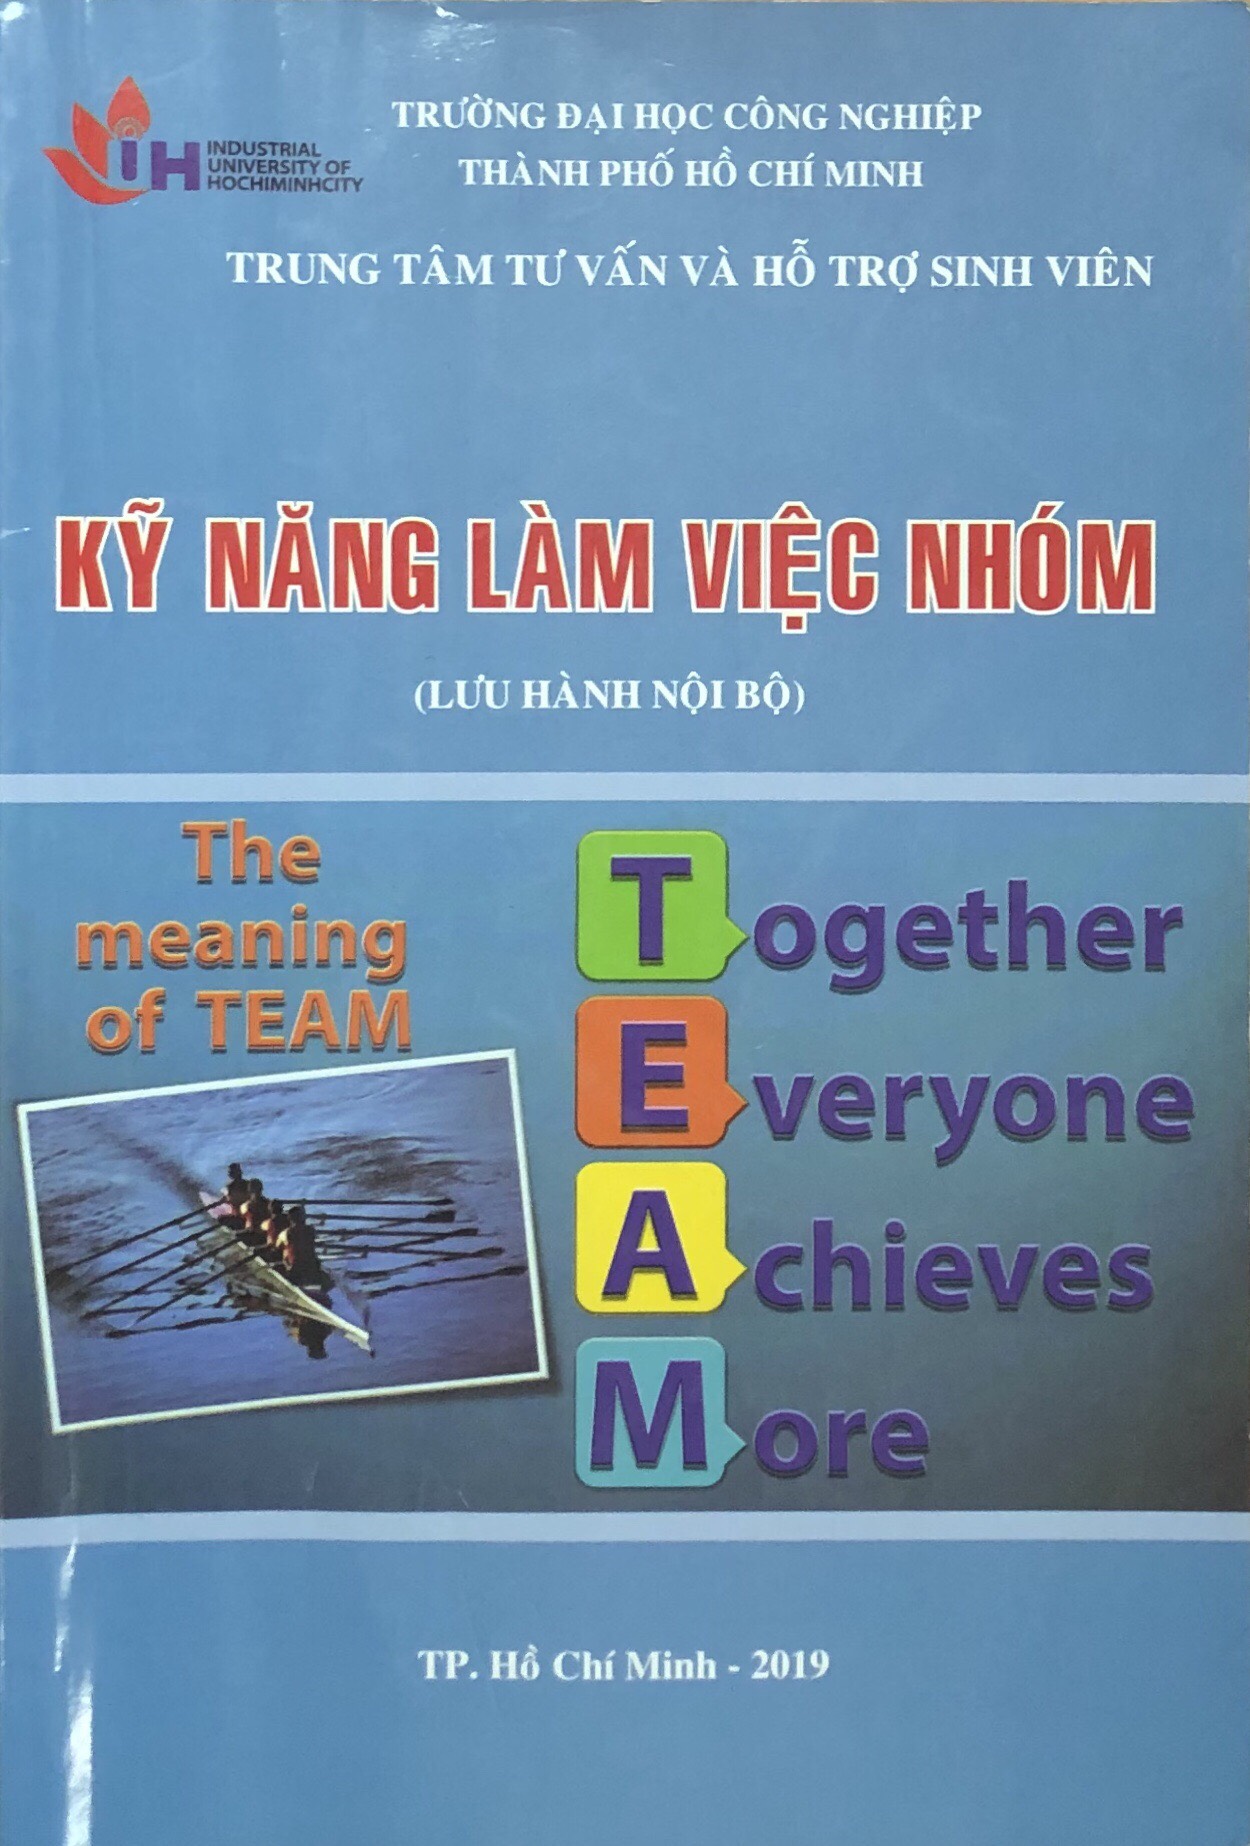 IUH
INDUSTRIAL
UNIVERSITY OF
HOCHIMINHCITY
TRƯỜNG ĐẠI HỌC CÔNG NGHIỆP
THÀNH PHỐ HỒ CHÍ MINH
TRUNG TÂM TƯ VẤN VÀ HỖ TRỢ SINH VIÊN
KỸ NĂNG LÀM VIỆC NHÓM
(LƯU HÀNH NỘI BỘ)
The
meaning
of TEAM
Together
Everyone
Achieves
More
TP. Hồ Chí Minh - 2019